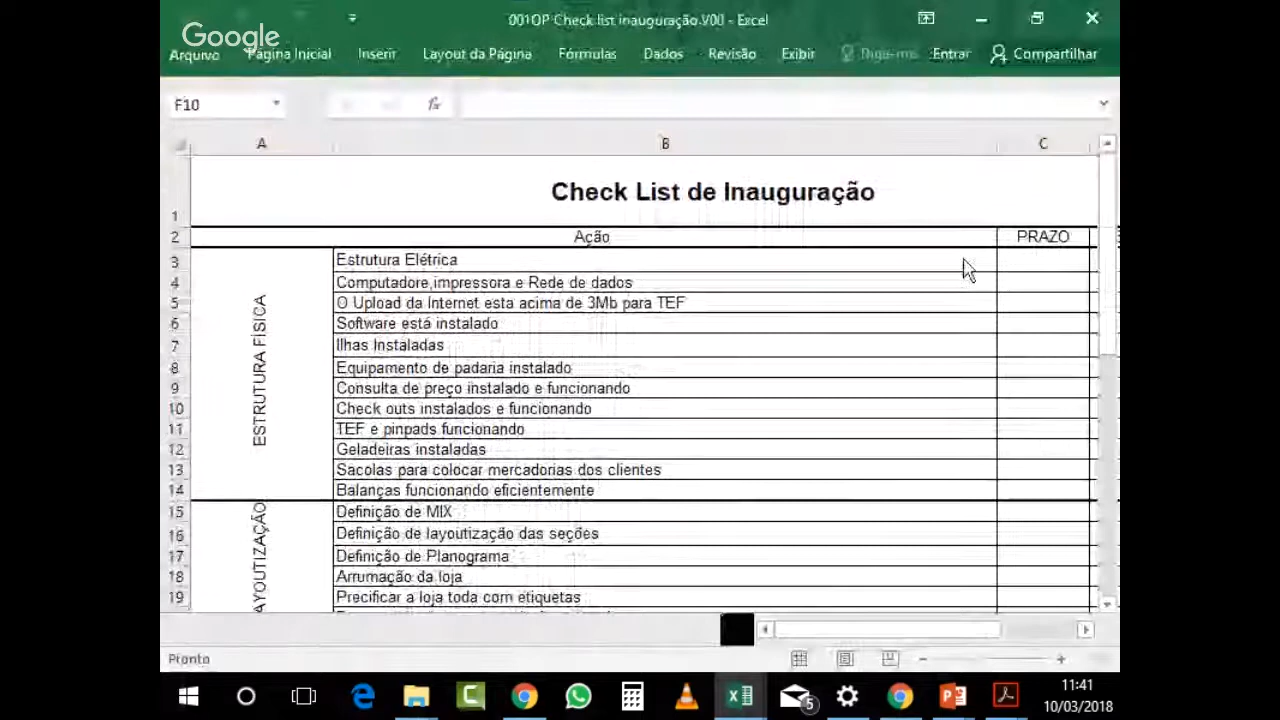 Google
001OP Check list inauguração V00 - Excel
Arquivo Página Inicial Inserir Layout da Página Fórmulas Dados Revisão Exibir Diga-me Entrar Compartilhar
F10 fx
A B C
1 Check List de Inauguração
2 Ação PRAZO
ESTRUTURA FÍSICA
3 Estrutura Elétrica
4 Computadore,impressora e Rede de dados
5 O Upload da Internet esta acima de 3Mb para TEF
6 Software está instalado
7 Ilhas Instaladas
8 Equipamento de padaria instalado
9 Consulta de preço instalado e funcionando
10 Check outs instalados e funcionando
11 TEF e pinpads funcionando
12 Geladeiras instaladas
13 Sacolas para colocar mercadorias dos clientes
14 Balanças funcionando eficientemente
AYOUTIZAÇÃO
15 Definição de MIX
16 Definição de layoutização das seções
17 Definição de Planograma
18 Arrumação da loja
19 Precificar a loja toda com etiquetas
Pronto
5
11:41
10/03/2018